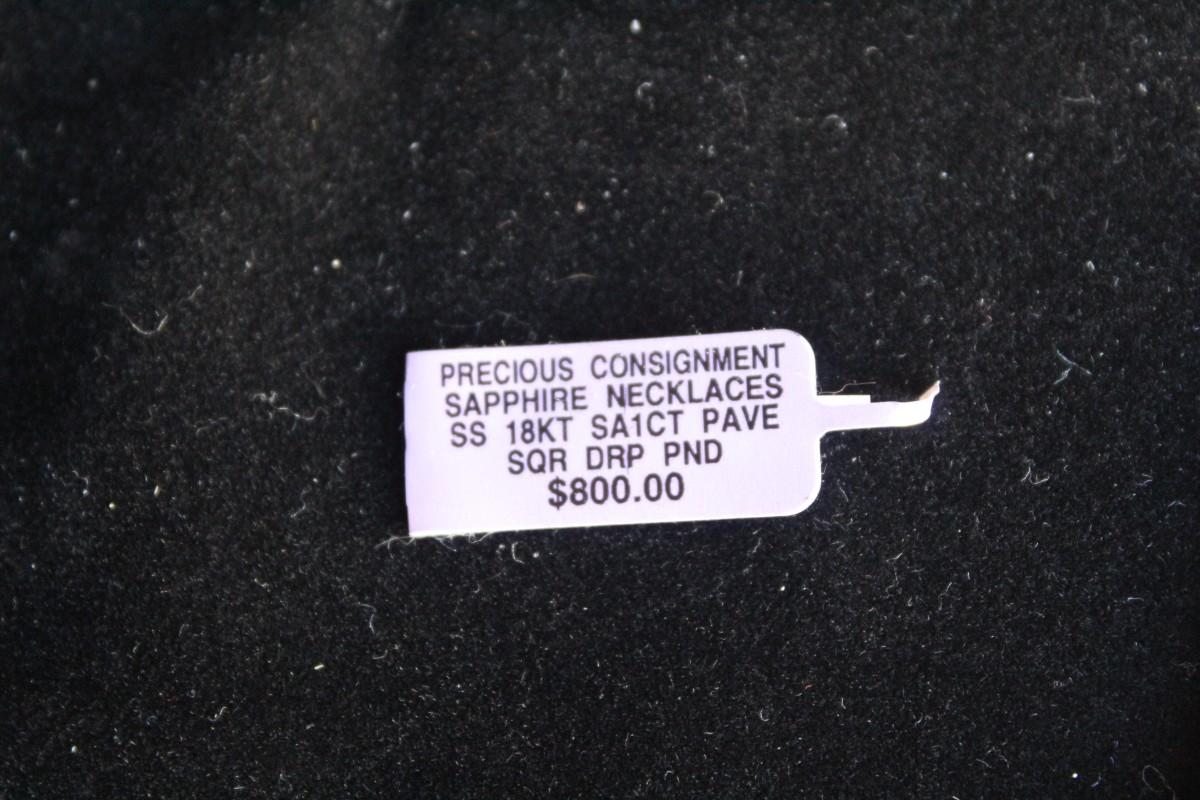 PRECIOUS CONSIGNMENT
SAPPHIRE NECKLACES
SS 18KT SA1CT PAVE
SQR DRP PND
$800.00